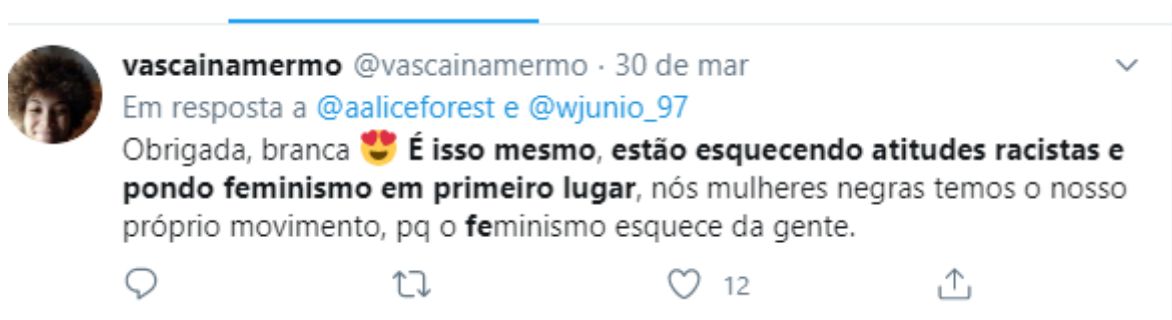 vascainamermo @vascainamermo · 30 de mar
Em resposta a @aaliceforest e @wjunio_97
Obrigada, branca 😍 É isso mesmo, estão esquecendo atitudes racistas e
pondo feminismo em primeiro lugar, nós mulheres negras temos o nosso
próprio movimento, pq o feminismo esquece da gente.
12